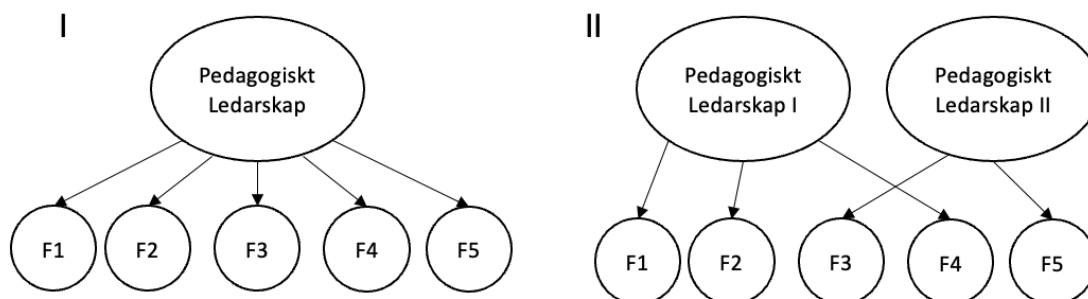 I
Pedagogiskt
Ledarskap
F1
F2
F3
F4
F5
II
Pedagogiskt
Ledarskap I
Pedagogiskt
Ledarskap II
F1
F2
F3
F4
F5